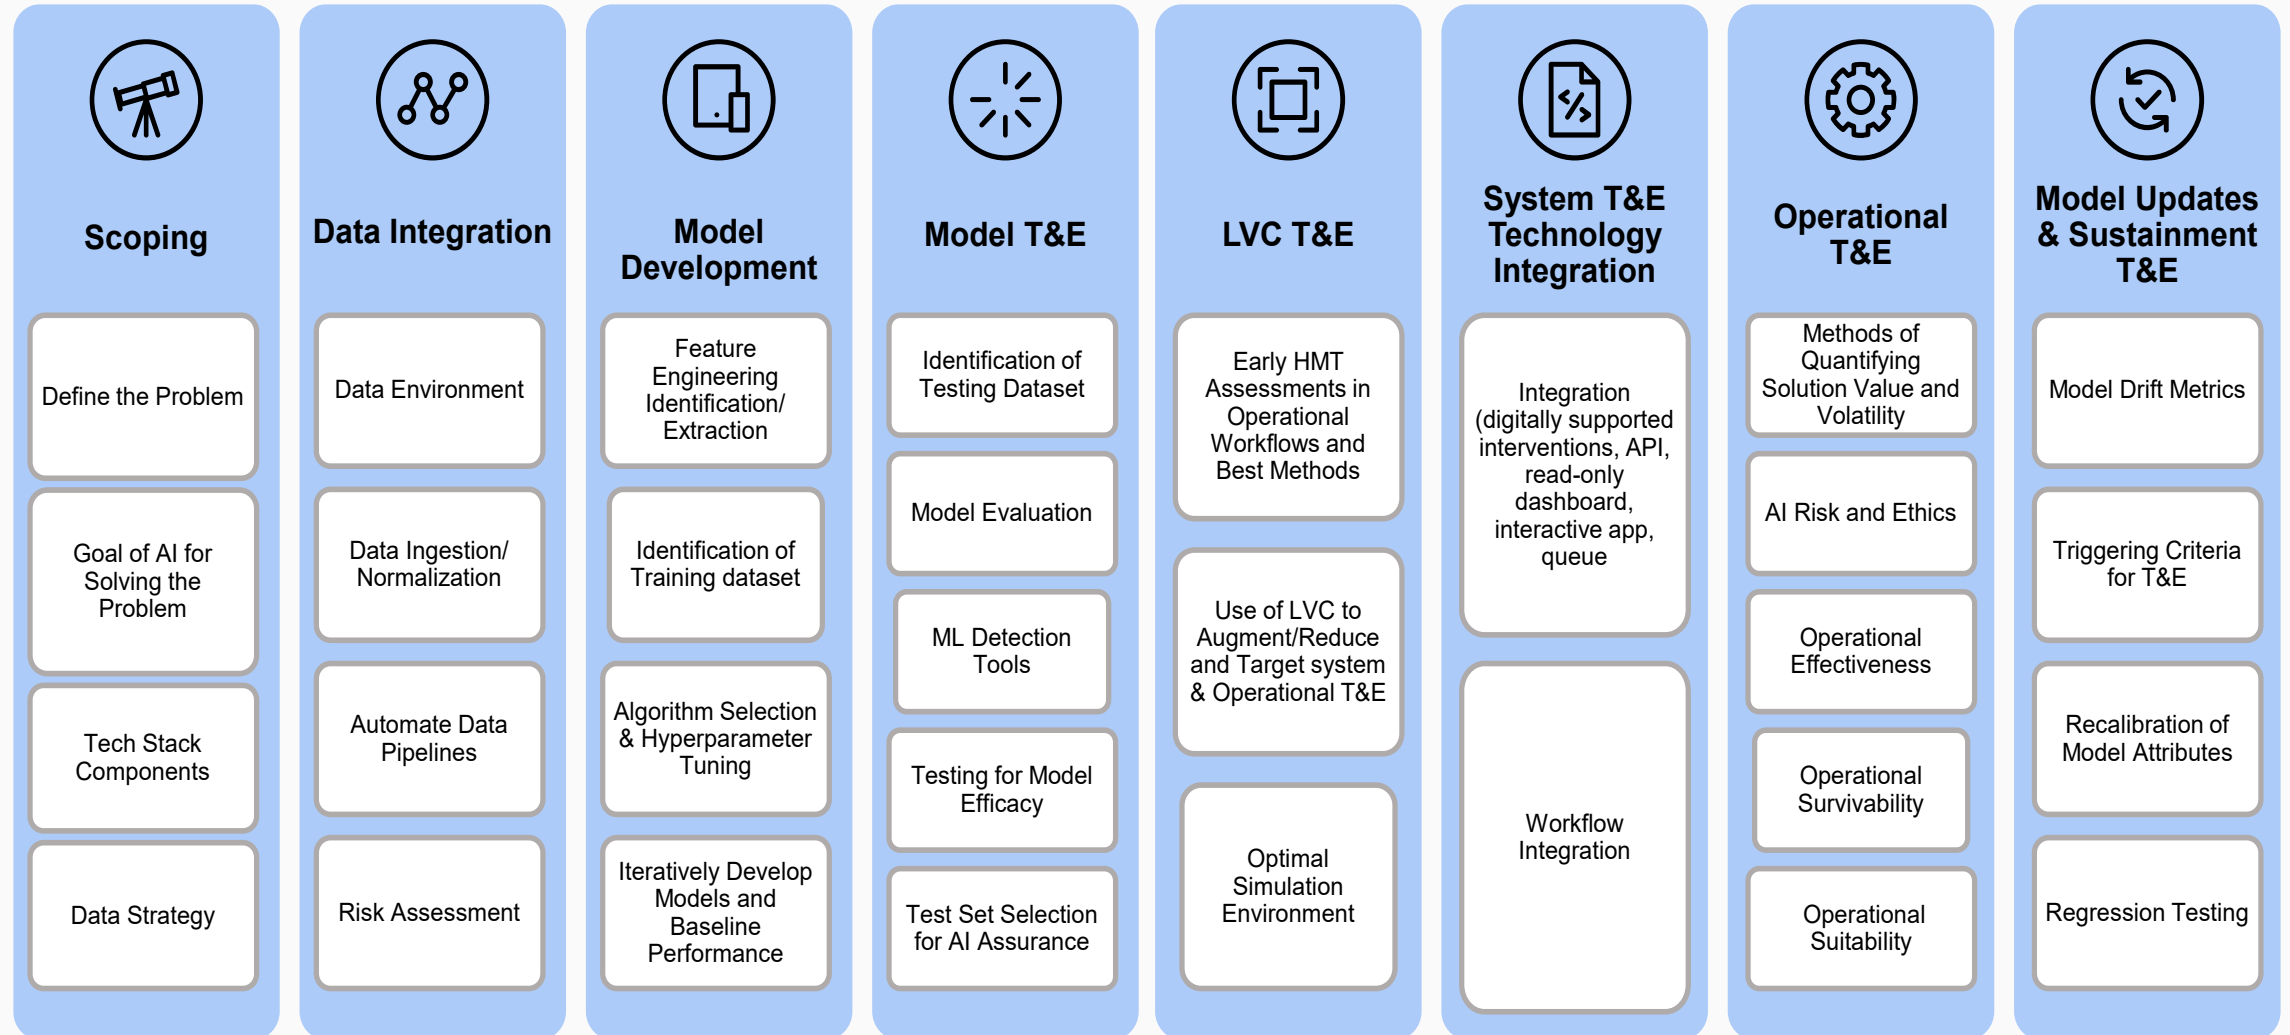 Scoping
Define the Problem
Goal of AI for
Solving the
Problem
Tech Stack
Components
Data Strategy
Data Integration
Data Environment
Data Ingestion/
Normalization
Automate Data
Pipelines
Risk Assessment
Model
Development
Feature
Engineering
Identification/
Extraction
Identification of
Training dataset
Algorithm Selection
& Hyperparameter
Tuning
Iteratively Develop
Models and
Baseline
Performance
Model T&E
Identification of
Testing Dataset
Model Evaluation
ML Detection
Tools
Testing for Model
Efficacy
Test Set Selection
for AI Assurance
LVC T&E
Early HMT
Assessments in
Operational
Workflows and
Best Methods
Use of LVC to
Augment/Reduce
and Target system
& Operational T&E
Optimal
Simulation
Environment
System T&E
Technology
Integration
Integration
(digitally supported
interventions, API,
read-only
dashboard,
interactive app,
queue
Workflow
Integration
Operational
T&E
Methods of
Quantifying
Solution Value and
Volatility
AI Risk and Ethics
Operational
Effectiveness
Operational
Survivability
Operational
Suitability
Model Updates
& Sustainment
T&E
Model Drift Metrics
Triggering Criteria
for T&E
Recalibration of
Model Attributes
Regression Testing